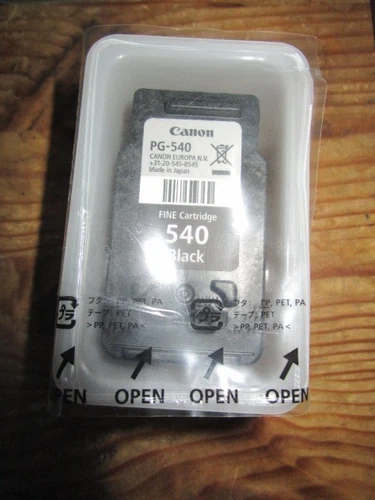 Canon
PG-540
CANON EUROPA N.V.
+31-20-545-8545
Made in Japan
FINE Cartridge
540
Black
フタ: PP, PET, PA
テープ: PET
>PP, PET, PA<
プラ
フタ: PP, PET, PA
テープ: PET
>PP, PET, PA<
OPEN OPEN OPEN OPEN